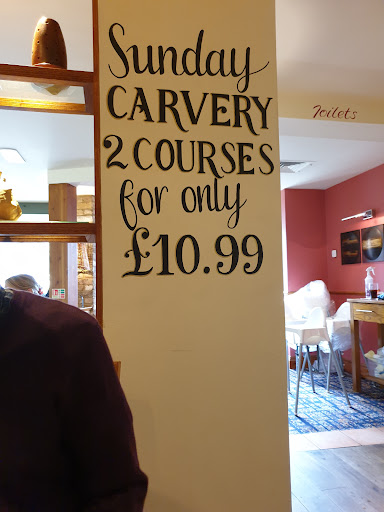 Sunday
CARVERY
2 COURSES
for only
£10.99
Toilets